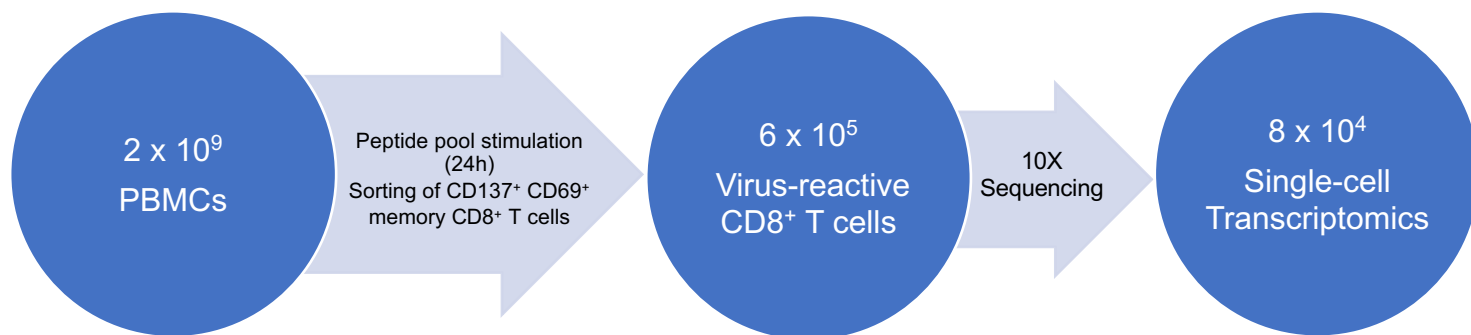 2 x 10⁹
PBMCs
Peptide pool stimulation
(24h)
Sorting of CD137⁺ CD69⁺
memory CD8⁺ T cells
6 x 10⁵
Virus-reactive
CD8⁺ T cells
10X
Sequencing
8 x 10⁴
Single-cell
Transcriptomics